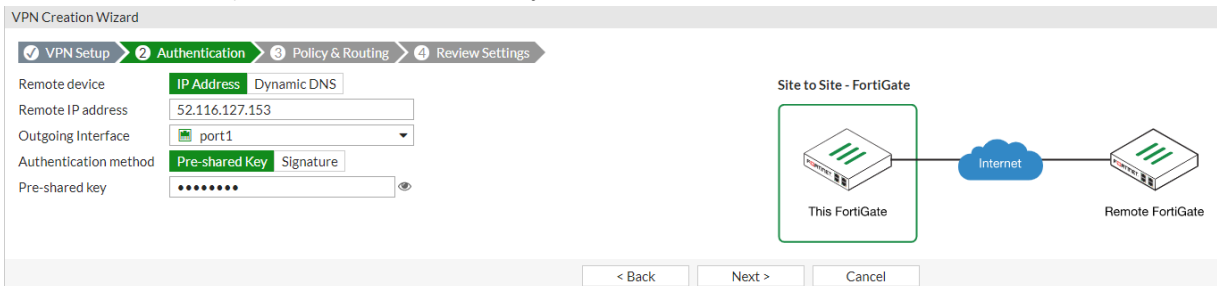 VPN Creation Wizard
VPN Setup 2 Authentication 3 Policy & Routing 4 Review Settings
Remote device IP Address Dynamic DNS
Remote IP address 52.116.127.153
Outgoing Interface port1
Authentication method Pre-shared Key Signature
Pre-shared key ••••••••
Site to Site - FortiGate
Internet
This FortiGate
Remote FortiGate
< Back Next > Cancel